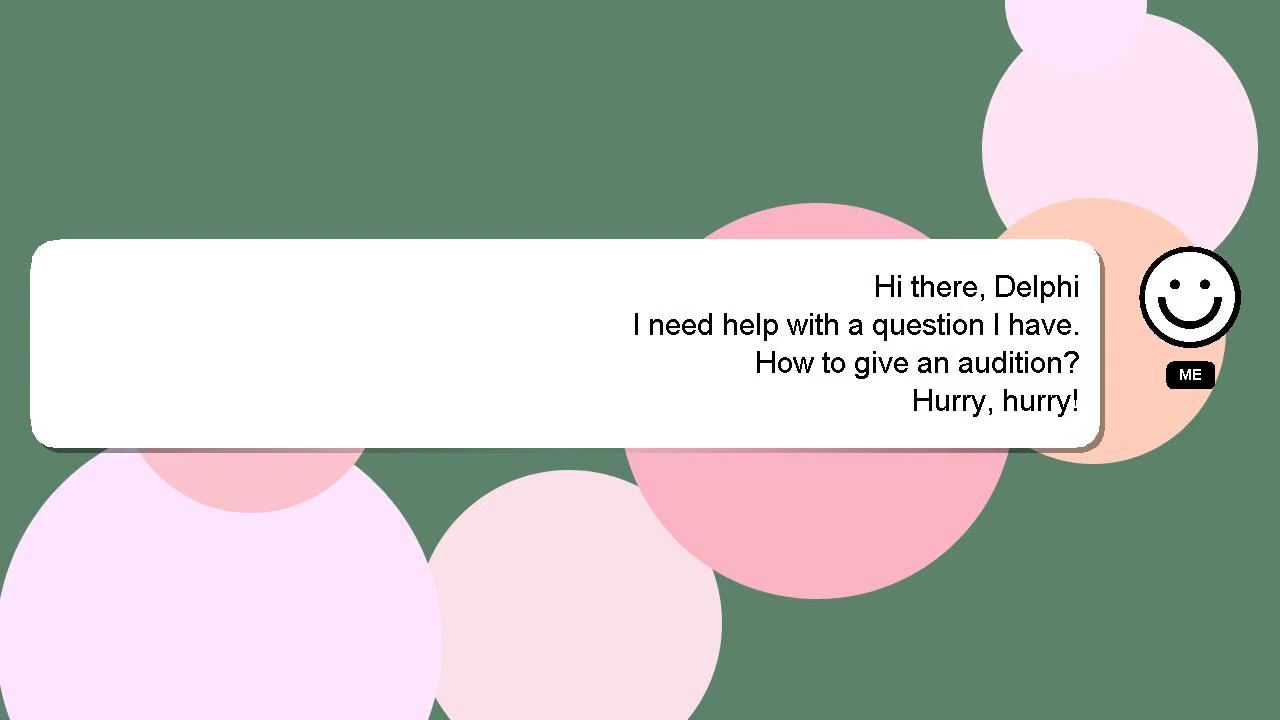 Hi there, Delphi
I need help with a question I have.
How to give an audition?
Hurry, hurry!
ME